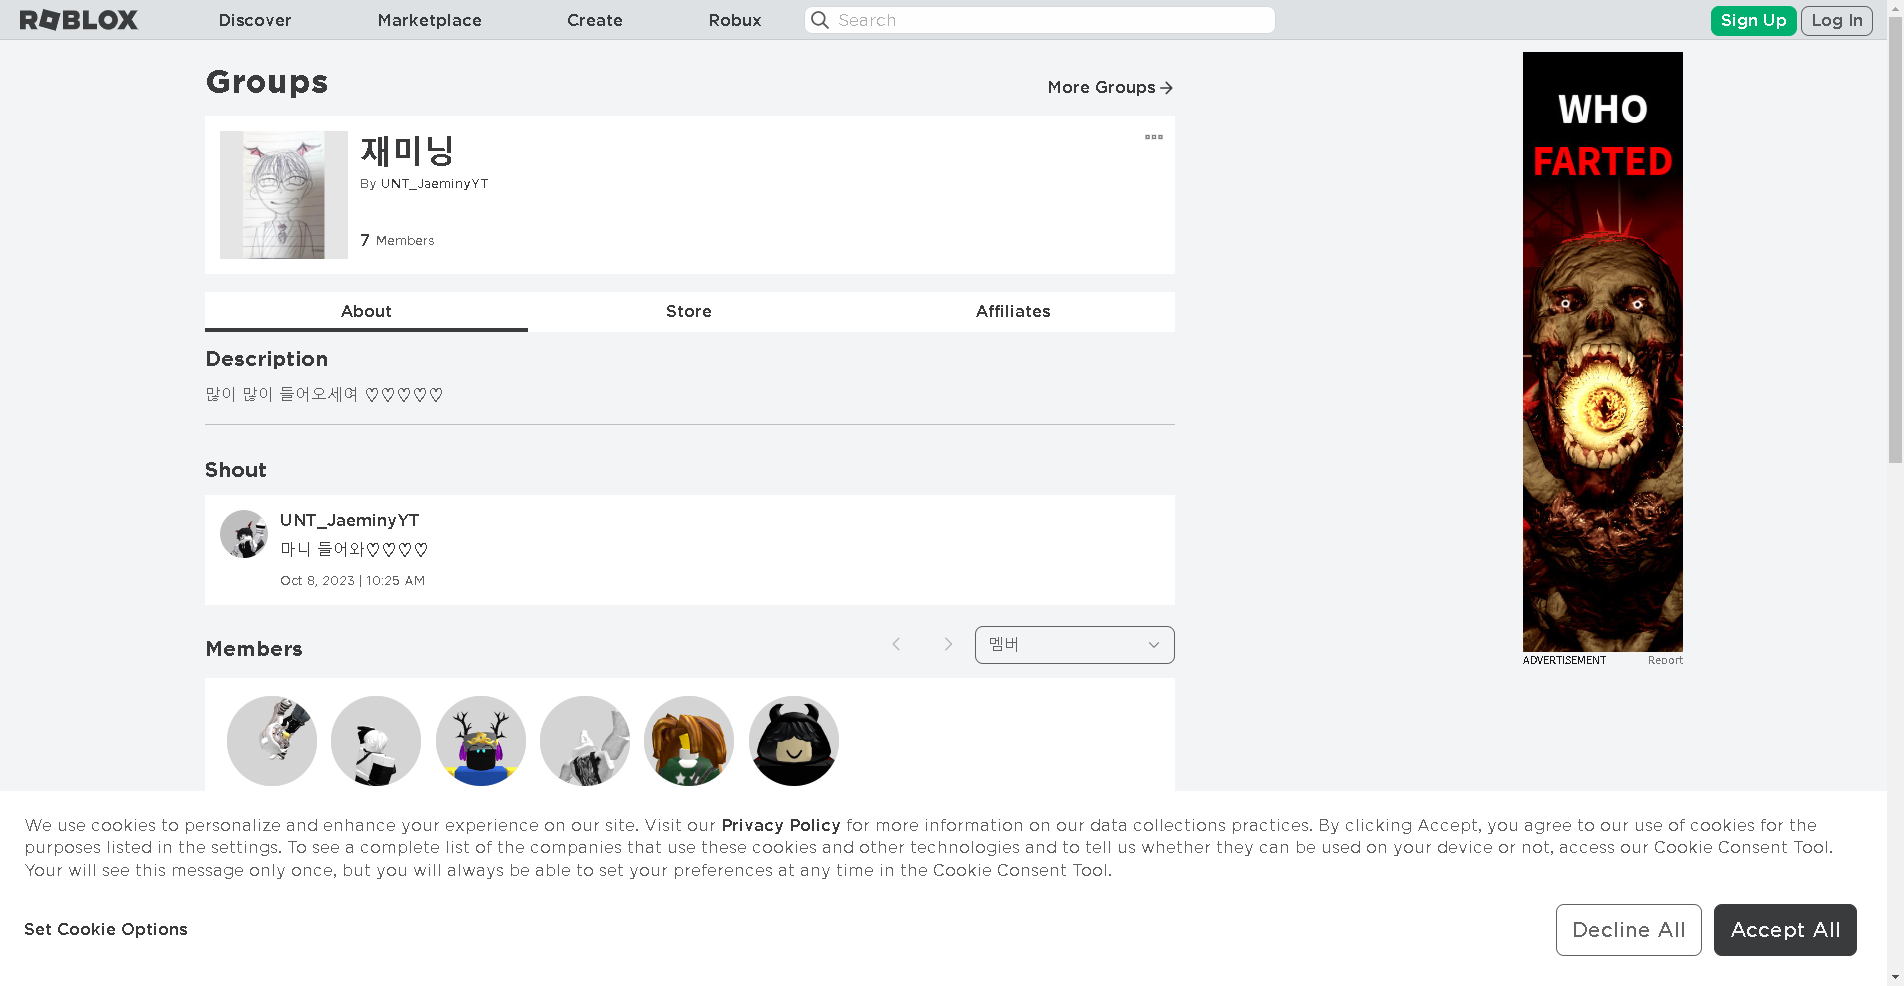 ROBLOX
Discover
Marketplace
Create
Robux
Search
Sign Up
Log In
Groups
More Groups
재미닝
By UNT_JaeminyYT
7 Members
About
Store
Affiliates
Description
많이 많이 들어오세여 ♡♡♡♡♡
Shout
UNT_JaeminyYT
마니 들어와♡♡♡♡
Oct 8, 2023 | 10:25 AM
Members
멤버
WHO
FARTED
ADVERTISEMENT
Report
We use cookies to personalize and enhance your experience on our site. Visit our Privacy Policy for more information on our data collections practices. By clicking Accept, you agree to our use of cookies for the
purposes listed in the settings. To see a complete list of the companies that use these cookies and other technologies and to tell us whether they can be used on your device or not, access our Cookie Consent Tool.
Your will see this message only once, but you will always be able to set your preferences at any time in the Cookie Consent Tool.
Set Cookie Options
Decline All
Accept All